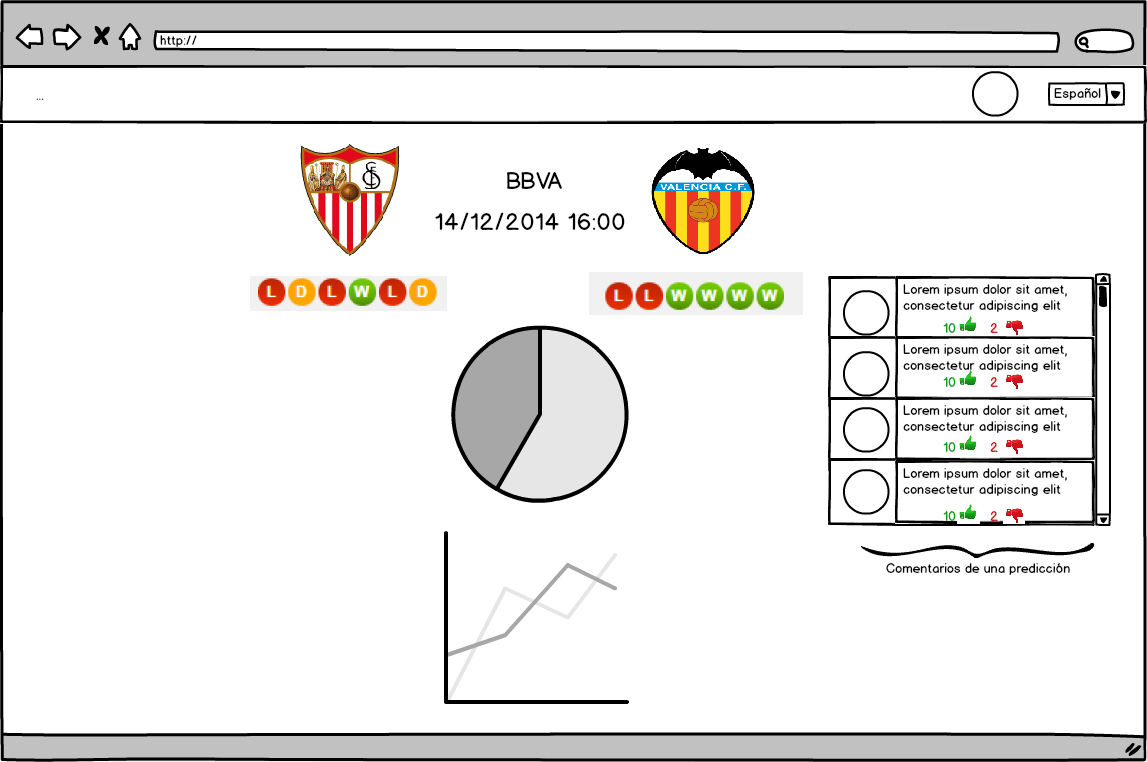 http://
...
Español
BBVA
14/12/2014 16:00
VALENCIA C.F.
L D L W L D
L L W W W W
Lorem ipsum dolor sit amet,
consectetur adipiscing elit
10 2
Lorem ipsum dolor sit amet,
consectetur adipiscing elit
10 2
Lorem ipsum dolor sit amet,
consectetur adipiscing elit
10 2
Lorem ipsum dolor sit amet,
consectetur adipiscing elit
10 2
Comentarios de una predicción